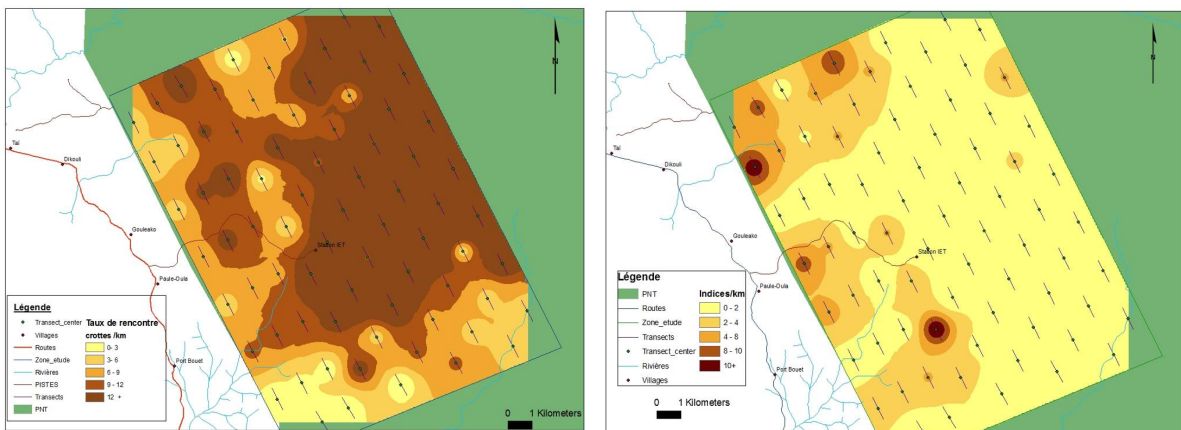 N
Taï
Dikouli
Gouleako
Paule-Oula
Station IET
Port Bouet
Légende
Transect_center
Villages
Routes
Zone_etude
Rivières
PISTES
Transects
PNT
Taux de rencontre
crottes /km
0- 3
3- 6
6 - 9
9 - 12
12 +
0 1 Kilometers
N
Taï
Dikouli
Gouleako
Paule-Oula
Station IET
Port Bouet
Légende
PNT
Routes
Zone_etude
Transects
Transect_center
Rivières
Villages
Indices/km
0 - 2
2 - 4
4 - 8
8 - 10
10+
0 1 Kilometers